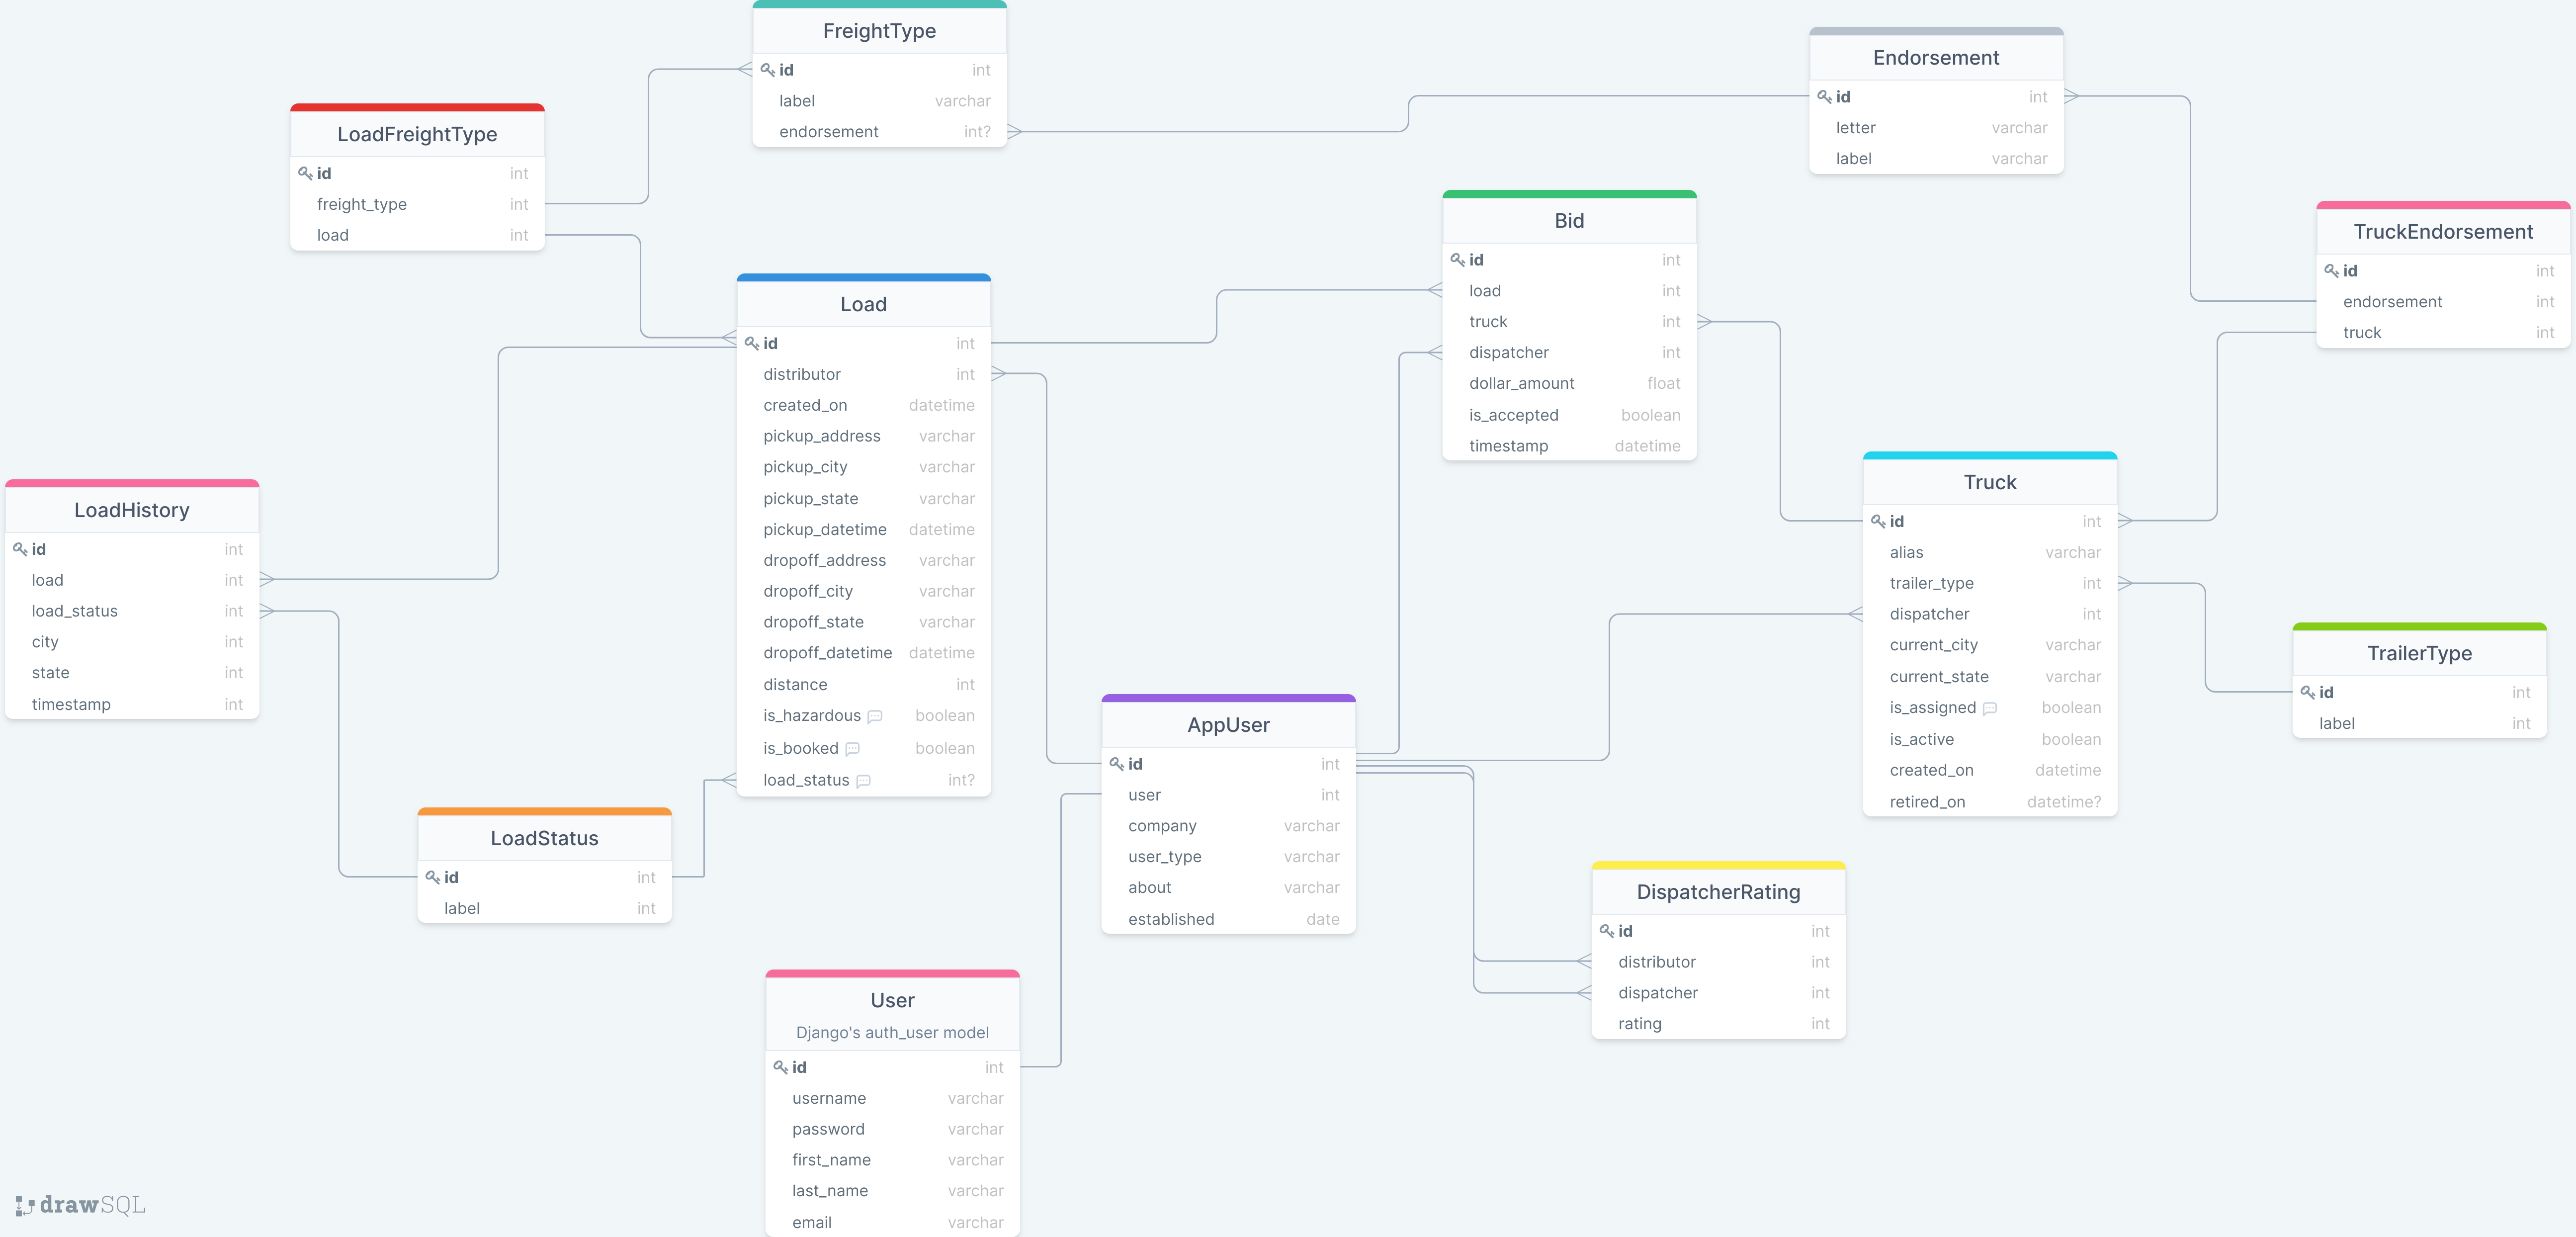 FreightType
id int
label varchar
endorsement int?
Endorsement
id int
letter varchar
label varchar
LoadFreightType
id int
freight_type int
load int
Bid
id int
load int
truck int
dispatcher int
dollar_amount float
is_accepted boolean
timestamp datetime
TruckEndorsement
id int
endorsement int
truck int
Load
id int
distributor int
created_on datetime
pickup_address varchar
pickup_city varchar
pickup_state varchar
pickup_datetime datetime
dropoff_address varchar
dropoff_city varchar
dropoff_state varchar
dropoff_datetime datetime
distance int
is_hazardous boolean
is_booked boolean
load_status int?
LoadHistory
id int
load int
load_status int
city int
state int
timestamp int
Truck
id int
alias varchar
trailer_type int
dispatcher int
current_city varchar
current_state varchar
is_assigned boolean
is_active boolean
created_on datetime
retired_on datetime?
TrailerType
id int
label int
AppUser
id int
user int
company varchar
user_type varchar
about varchar
established date
LoadStatus
id int
label int
DispatcherRating
id int
distributor int
dispatcher int
rating int
User
Django's auth_user model
id int
username varchar
password varchar
first_name varchar
last_name varchar
email varchar
drawSQL